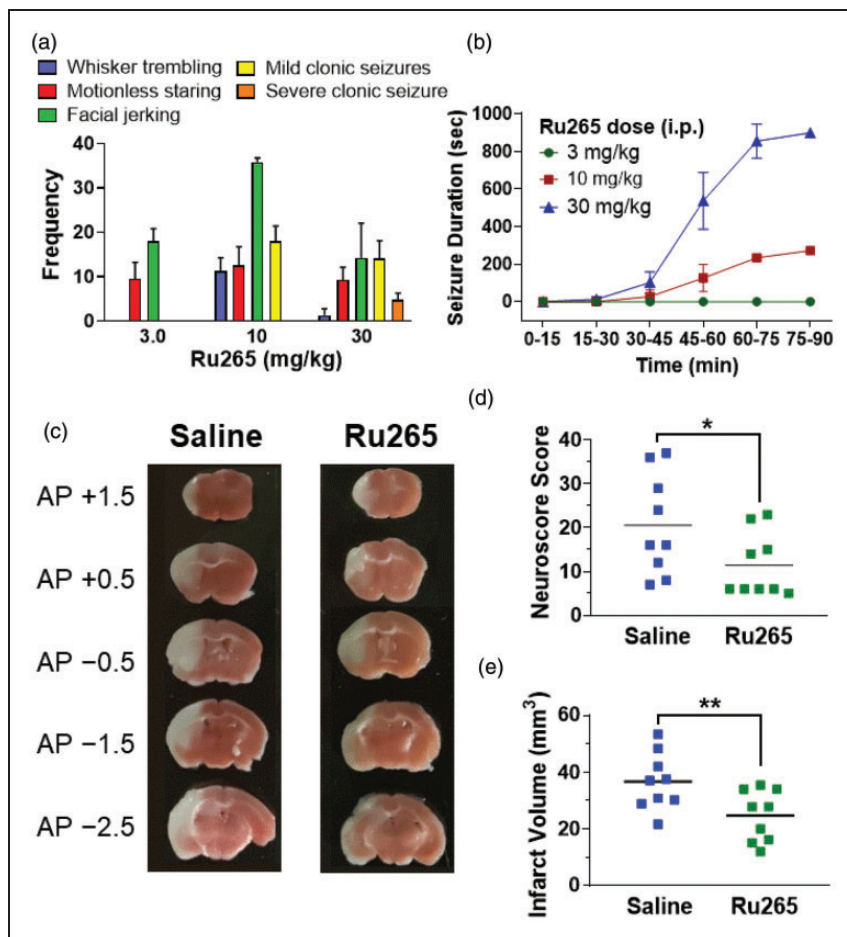 (a)
Whisker trembling Mild clonic seizures
Motionless staring Severe clonic seizure
Facial jerking
40
30
20
10
0
Frequency
3.0 10 30
Ru265 (mg/kg)
(b)
1000
800
600
400
200
0
Seizure Duration (sec)
Ru265 dose (i.p.)
3 mg/kg
10 mg/kg
30 mg/kg
0-15 15-30 30-45 45-60 60-75 75-90
Time (min)
(c)
Saline Ru265
AP +1.5
AP +0.5
AP −0.5
AP −1.5
AP −2.5
(d)
*
40
30
20
10
0
Neuroscore Score
Saline Ru265
(e)
**
60
40
20
0
Infarct Volume (mm³)
Saline Ru265